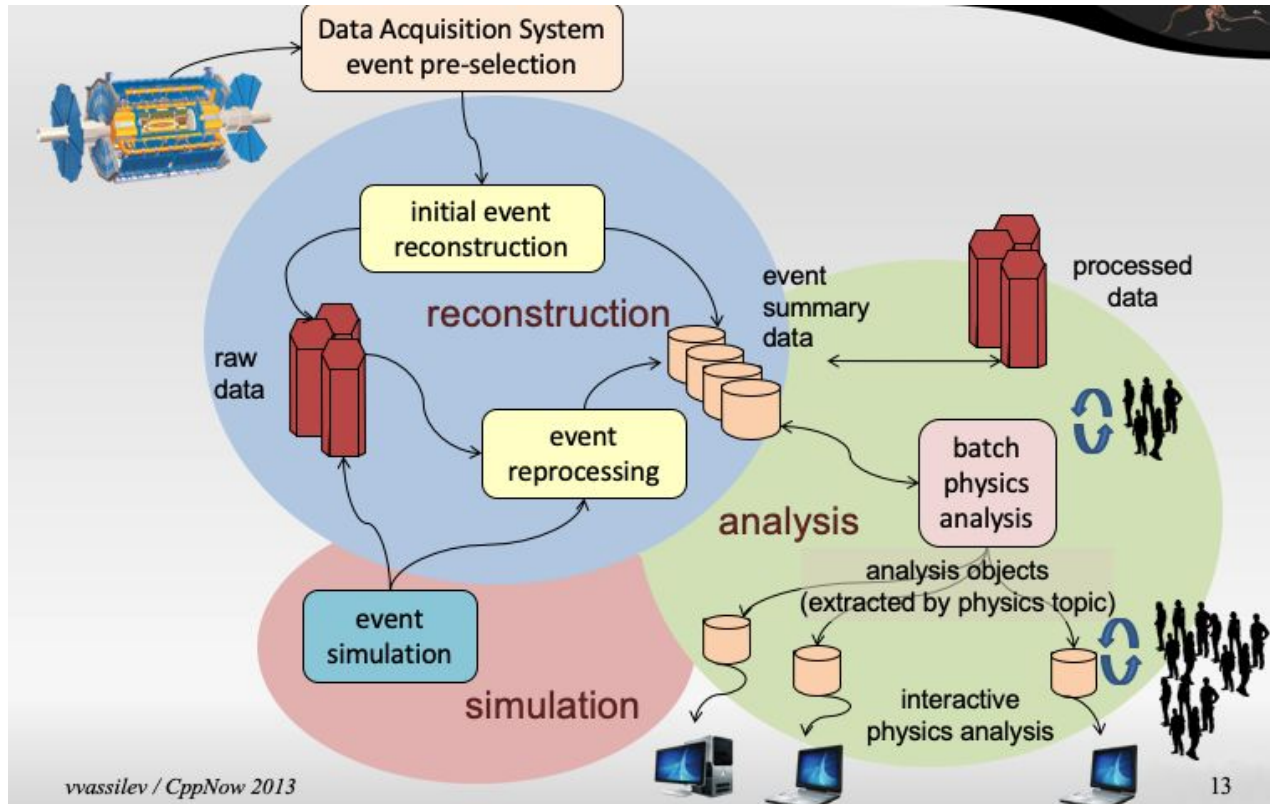 Data Acquisition System
event pre-selection
initial event
reconstruction
reconstruction
event
summary
data
processed
data
raw
data
event
reprocessing
batch
physics
analysis
analysis
analysis objects
(extracted by physics topic)
event
simulation
simulation
interactive
physics analysis
vvassilev / CppNow 2013
13